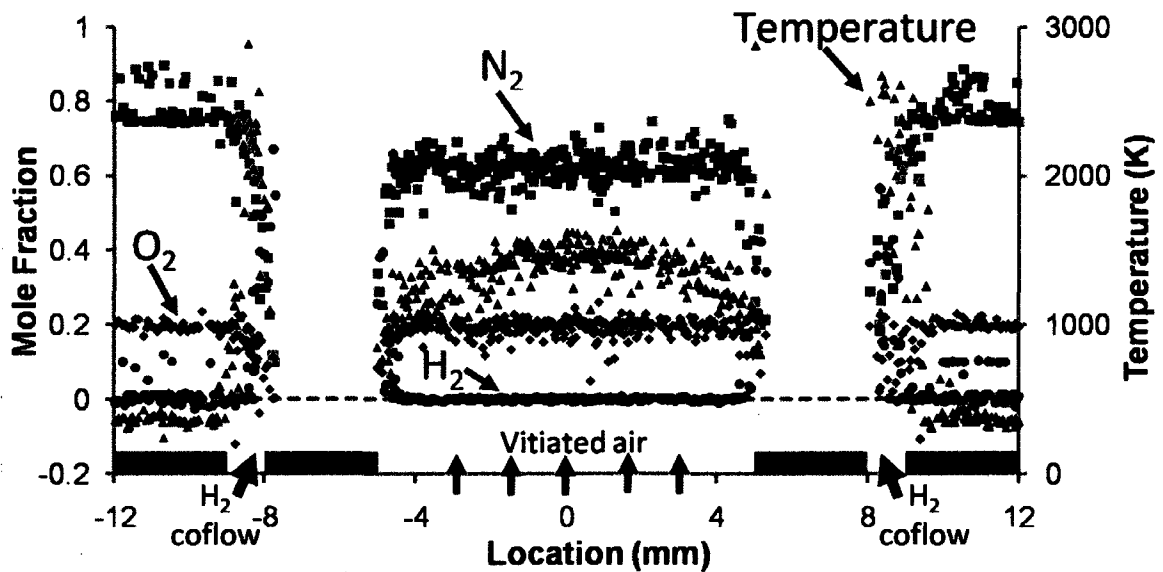 1
0.8
0.6
0.4
0.2
0
-0.2
Mole Fraction
3000
2000
1000
0
Temperature (K)
Temperature
N2
O2
H2
Vitiated air
H2
coflow
H2
coflow
-12
-8
-4
0
4
8
12
Location (mm)